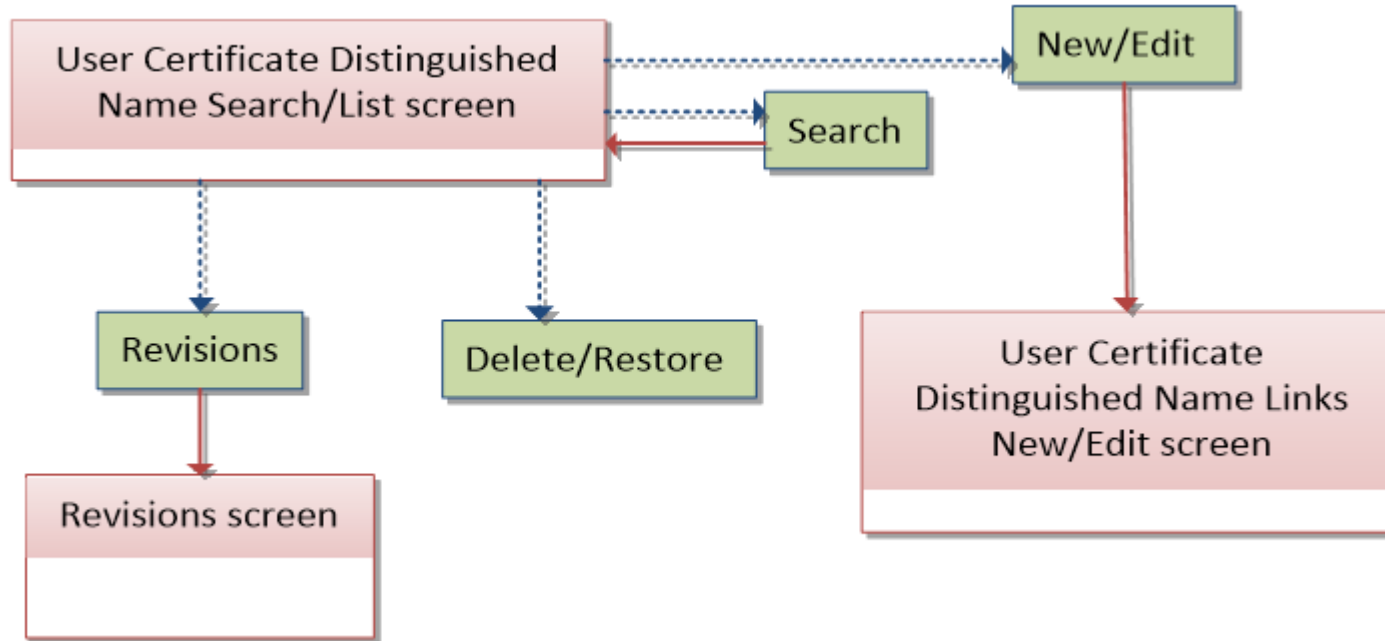 User Certificate Distinguished
Name Search/List screen
New/Edit
Search
Revisions
Delete/Restore
User Certificate
Distinguished Name Links
New/Edit screen
Revisions screen